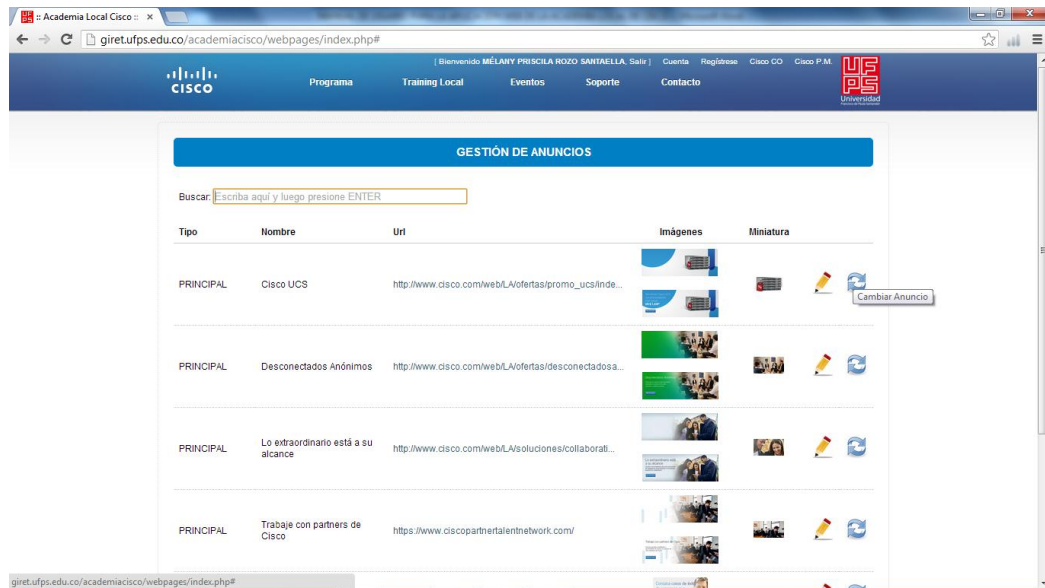 :: Academia Local Cisco ::
giret.ufps.edu.co/academiacisco/webpages/index.php#
| Bienvenido MÉLANY PRISCILA ROZO SANTAELLA, Salir | Cuenta Regístrese Cisco CO Cisco P.M.
CISCO
Programa Training Local Eventos Soporte Contacto
UFPS
Universidad
GESTIÓN DE ANUNCIOS
Buscar: Escriba aquí y luego presione ENTER
Tipo Nombre Url Imágenes Miniatura
PRINCIPAL Cisco UCS http://www.cisco.com/web/LA/ofertas/promo_ucs/inde...
Cambiar Anuncio
PRINCIPAL Desconectados Anónimos http://www.cisco.com/web/LA/ofertas/desconectadosa...
PRINCIPAL Lo extraordinario está a su
alcance http://www.cisco.com/web/LA/soluciones/collaborati...
PRINCIPAL Trabaje con partners de
Cisco https://www.ciscopartnertalentnetwork.com/
giret.ufps.edu.co/academiacisco/webpages/index.php#